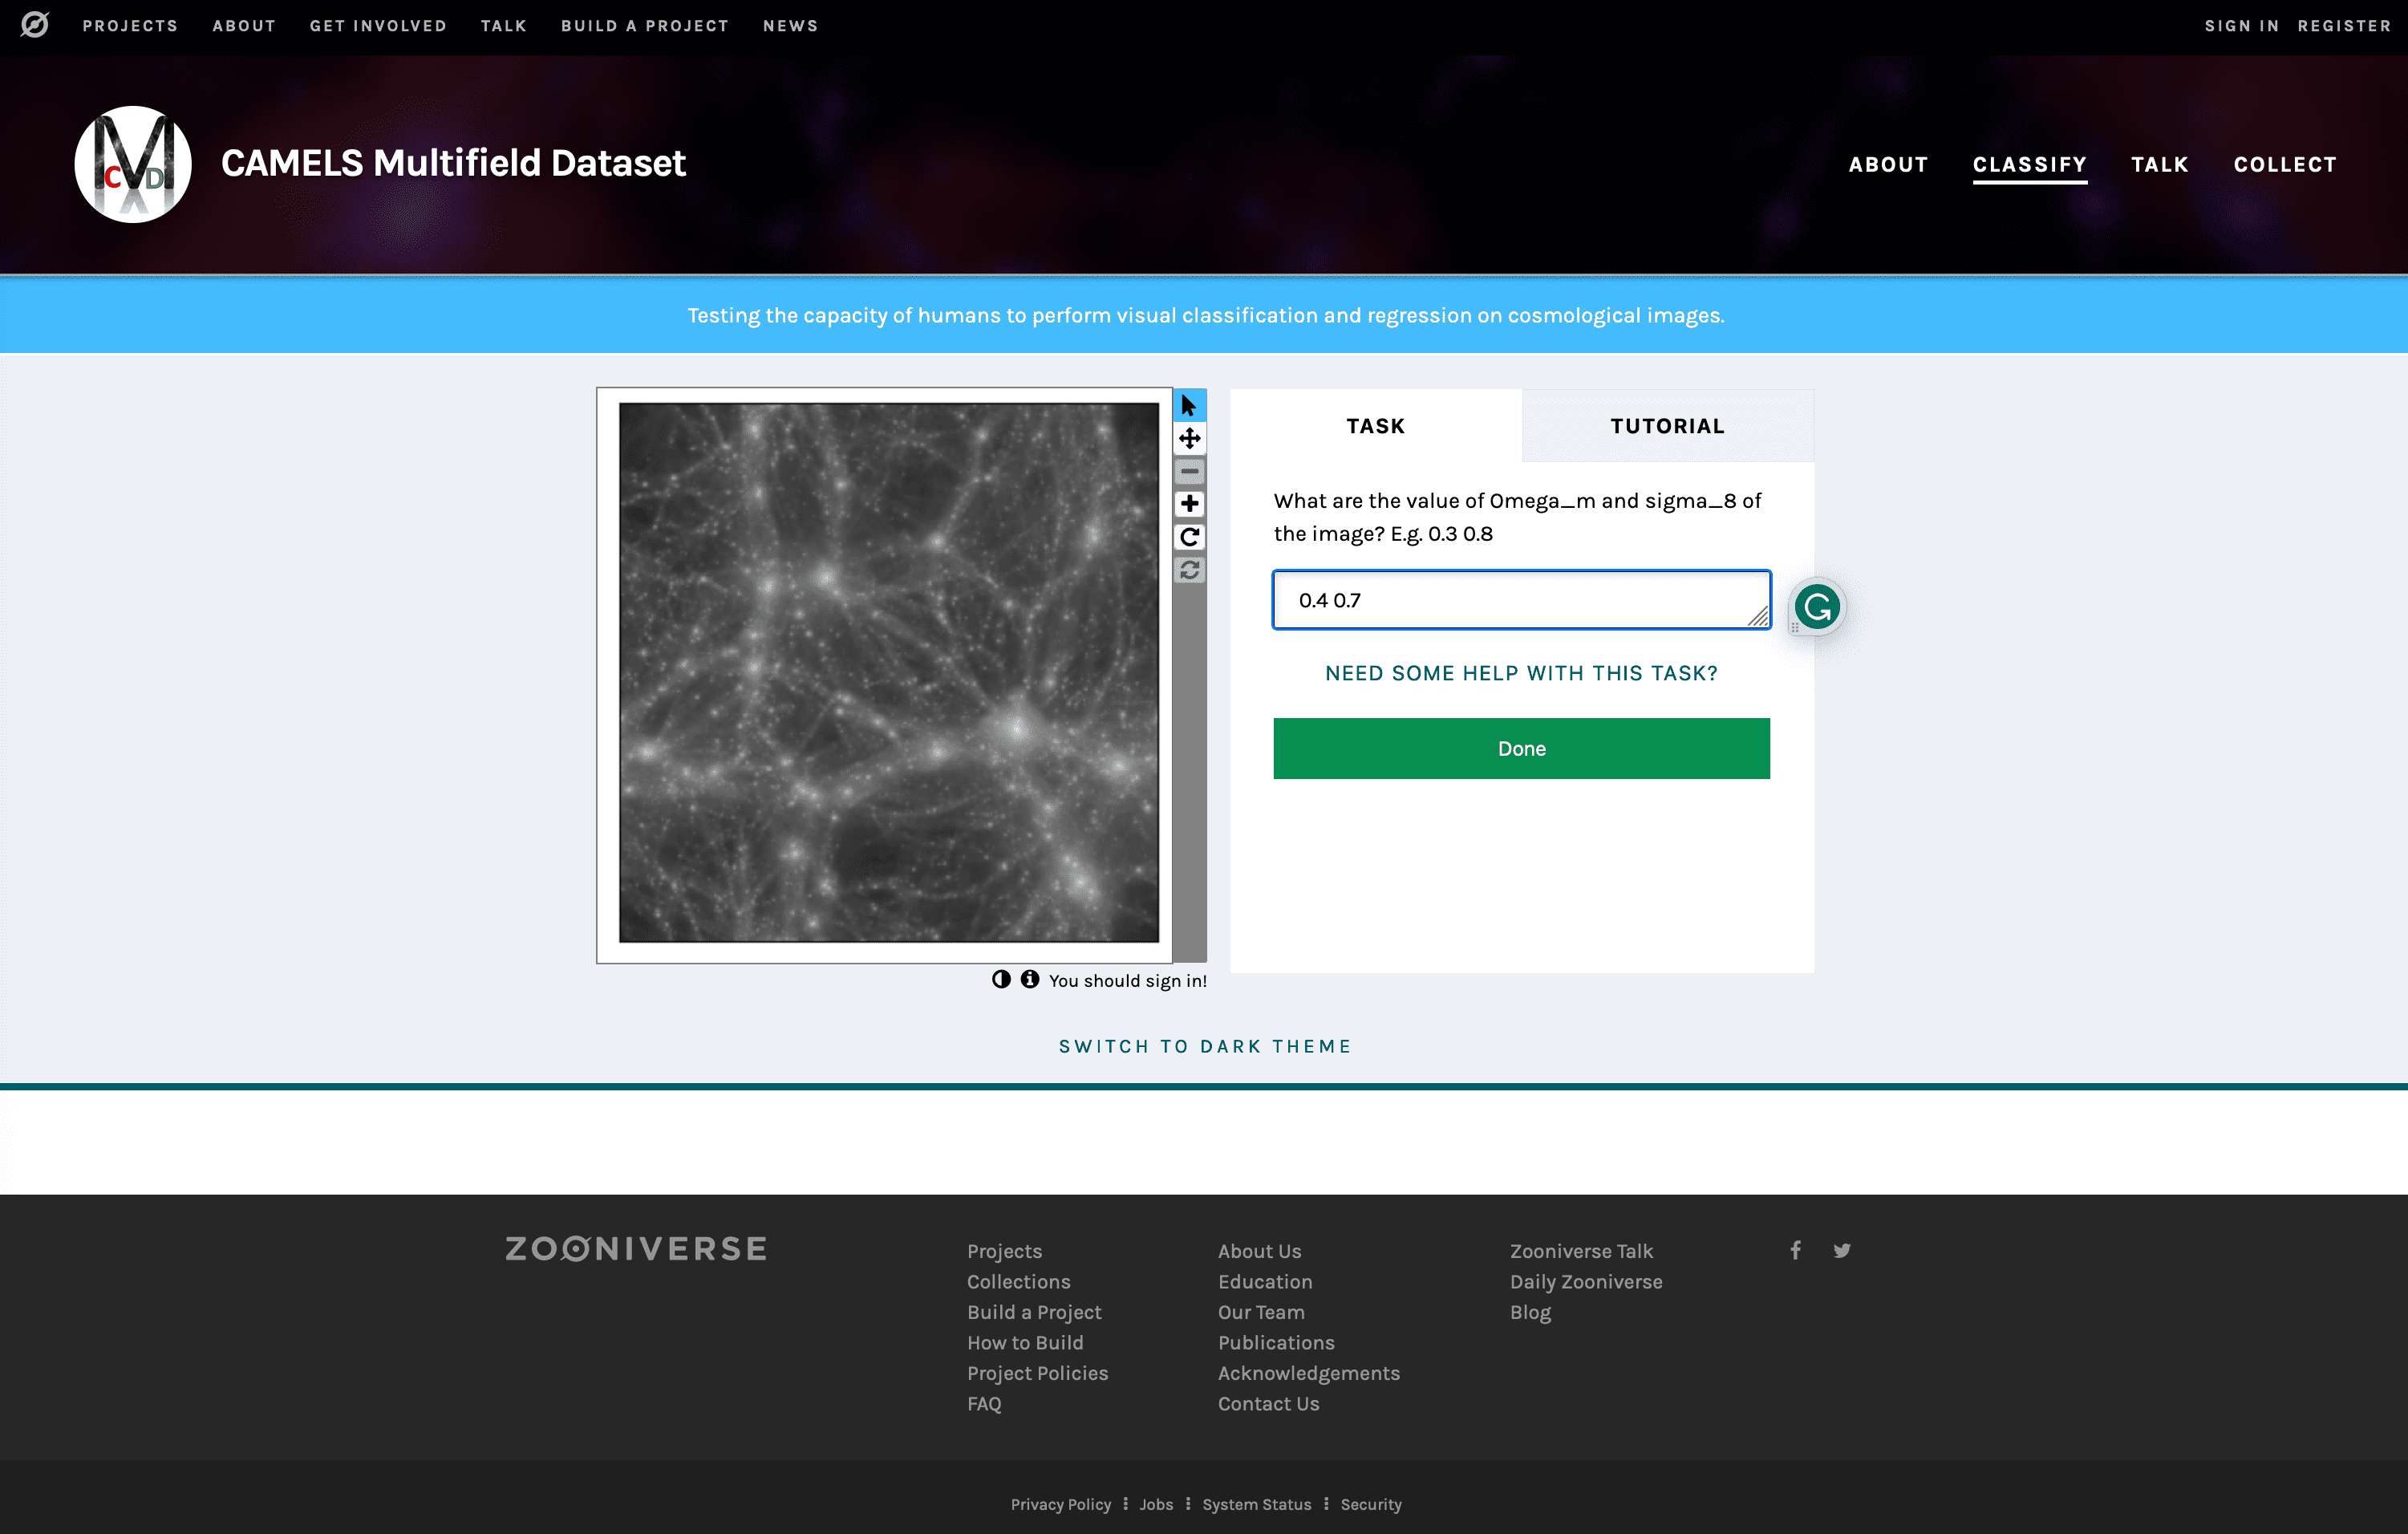 PROJECTS ABOUT GET INVOLVED TALK BUILD A PROJECT NEWS SIGN IN REGISTER
M
C D
CAMELS Multifield Dataset
ABOUT CLASSIFY TALK COLLECT
Testing the capacity of humans to perform visual classification and regression on cosmological images.
TASK TUTORIAL
What are the value of Omega_m and sigma_8 of
the image? E.g. 0.3 0.8
0.4 0.7
NEED SOME HELP WITH THIS TASK?
Done
You should sign in!
SWITCH TO DARK THEME
ZOONIVERSE
Projects
Collections
Build a Project
How to Build
Project Policies
FAQ
About Us
Education
Our Team
Publications
Acknowledgements
Contact Us
Zooniverse Talk
Daily Zooniverse
Blog
Privacy Policy Jobs System Status Security